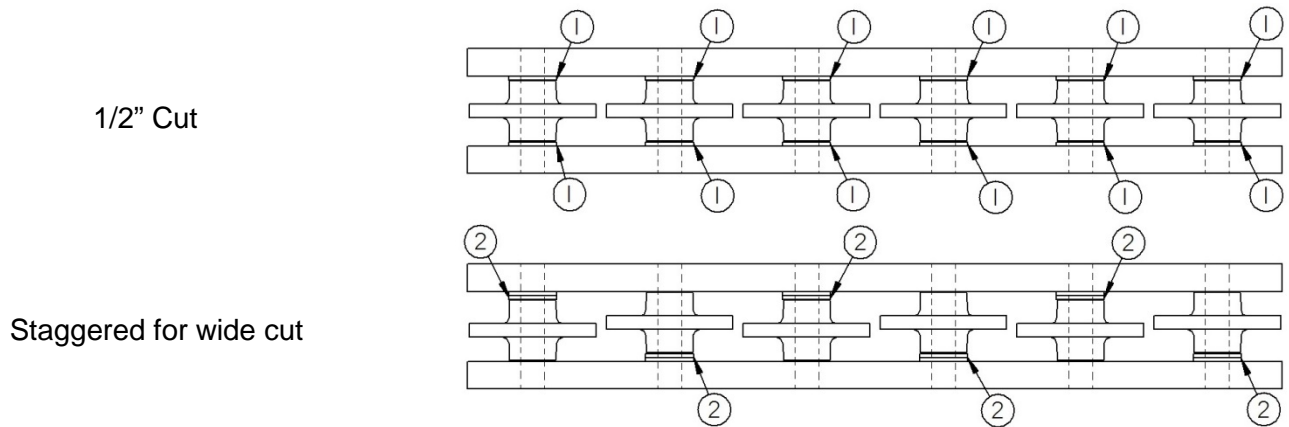 1 1 1 1 1 1
1/2” Cut
1 1 1 1 1 1
2 2 2
Staggered for wide cut
2 2 2